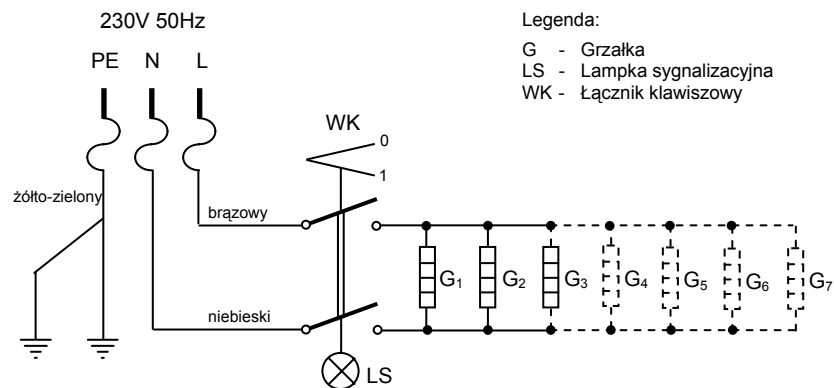 230V 50Hz
PE N L
Legenda:
G - Grzałka
LS - Lampka sygnalizacyjna
WK - Łącznik klawiszowy
WK
0
1
żółto-zielony
brązowy
G₁ G₂ G₃ G₄ G₅ G₆ G₇
niebieski
LS